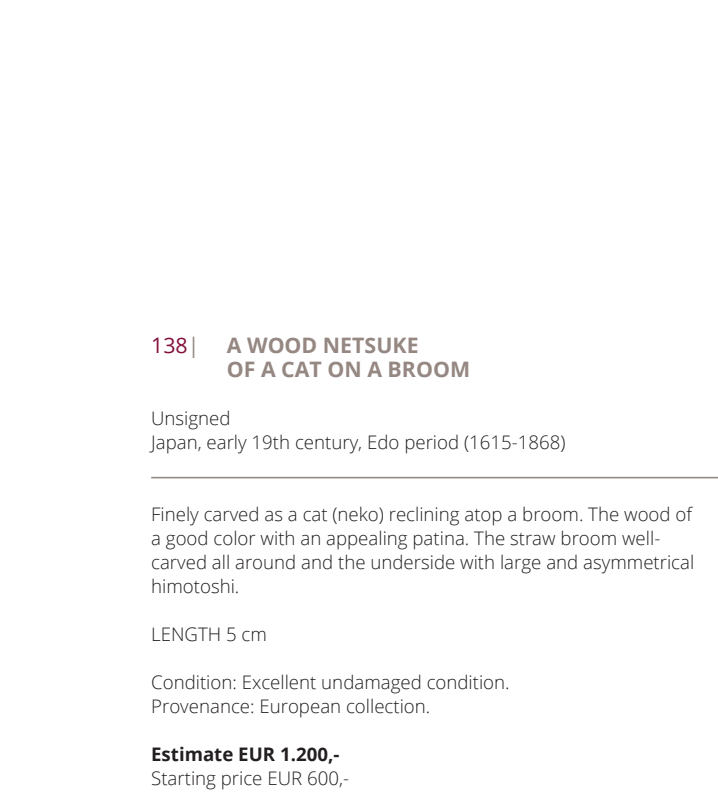 138| A WOOD NETSUKE
OF A CAT ON A BROOM
Unsigned
Japan, early 19th century, Edo period (1615-1868)
Finely carved as a cat (neko) reclining atop a broom. The wood of
a good color with an appealing patina. The straw broom well-
carved all around and the underside with large and asymmetrical
himotoshi.
LENGTH 5 cm
Condition: Excellent undamaged condition.
Provenance: European collection.
Estimate EUR 1.200,-
Starting price EUR 600,-